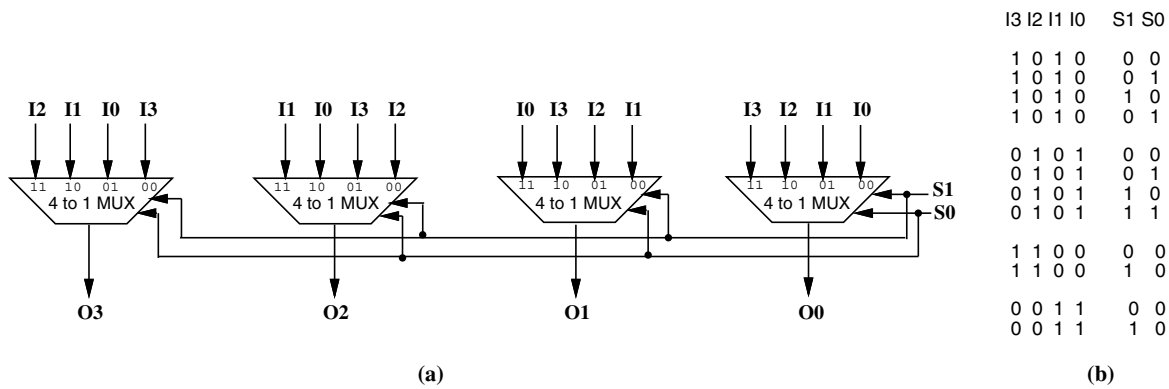 I3 I2 I1 I0 S1 S0
1 0 1 0 0 0
1 0 1 0 0 1
1 0 1 0 1 0
1 0 1 0 0 1
0 1 0 1 0 0
0 1 0 1 0 1
0 1 0 1 1 0
0 1 0 1 1 1
1 1 0 0 0 0
1 1 0 0 1 0
0 0 1 1 0 0
0 0 1 1 1 0
I2 I1 I0 I3 I1 I0 I3 I2 I0 I3 I2 I1 I3 I2 I1 I0
11 10 01 00 11 10 01 00 11 10 01 00 11 10 01 00
4 to 1 MUX 4 to 1 MUX 4 to 1 MUX 4 to 1 MUX
S1
S0
O3 O2 O1 O0
(a) (b)